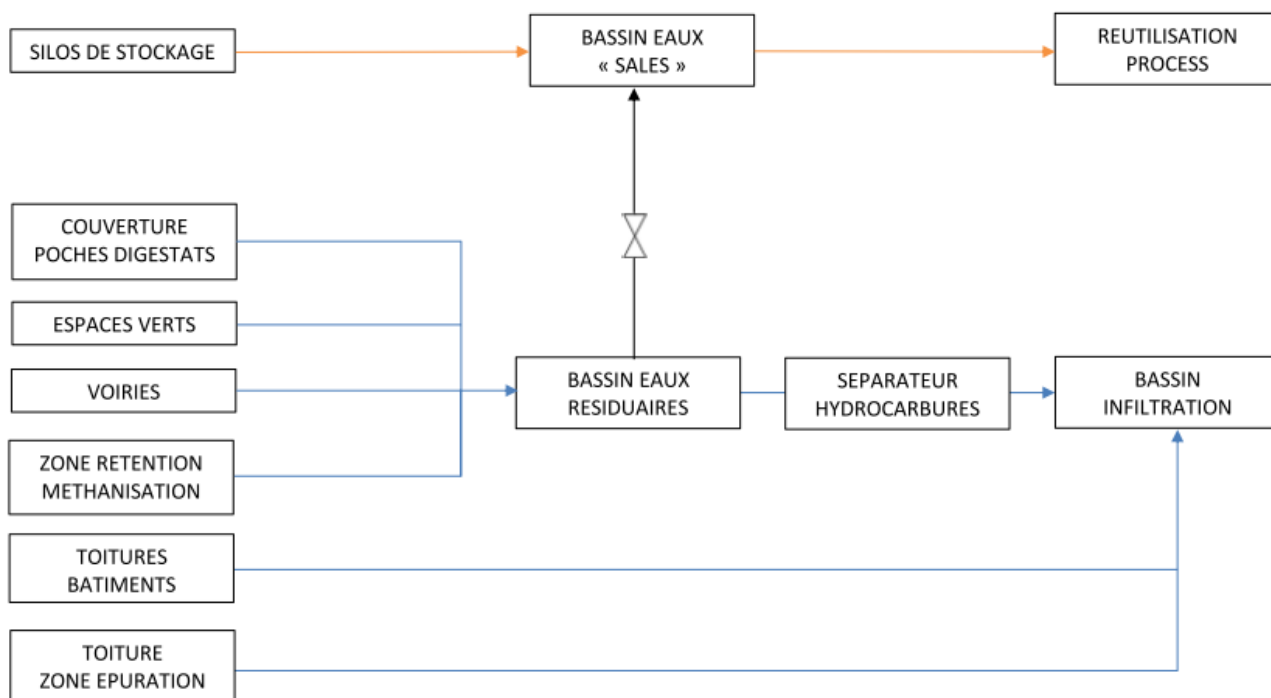 SILOS DE STOCKAGE
BASSIN EAUX
« SALES »
REUTILISATION
PROCESS
COUVERTURE
POCHES DIGESTATS
ESPACES VERTS
VOIRIES
BASSIN EAUX
RESIDUAIRES
SEPARATEUR
HYDROCARBURES
BASSIN
INFILTRATION
ZONE RETENTION
METHANISATION
TOITURES
BATIMENTS
TOITURE
ZONE EPURATION